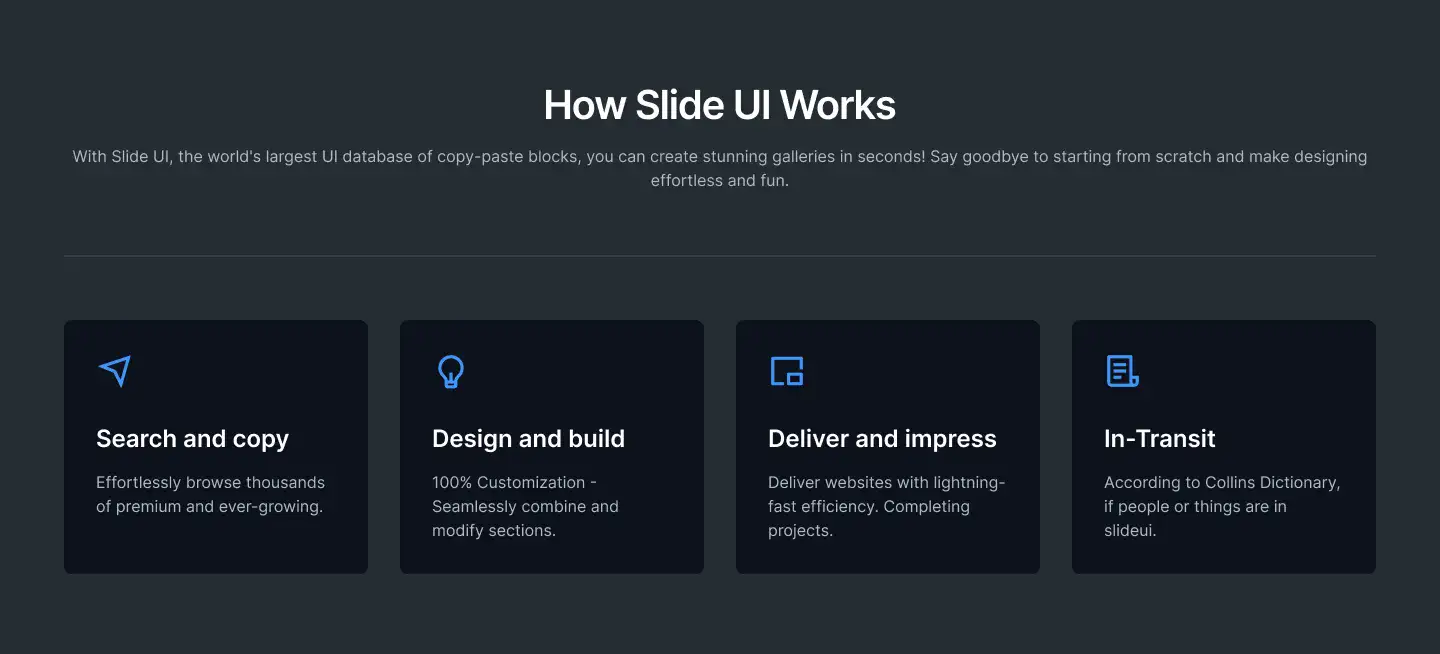 How Slide UI Works
With Slide UI, the world's largest UI database of copy-paste blocks, you can create stunning galleries in seconds! Say goodbye to starting from scratch and make designing
effortless and fun.
Search and copy
Effortlessly browse thousands
of premium and ever-growing.
Design and build
100% Customization -
Seamlessly combine and
modify sections.
Deliver and impress
Deliver websites with lightning-
fast efficiency. Completing
projects.
In-Transit
According to Collins Dictionary,
if people or things are in
slideui.